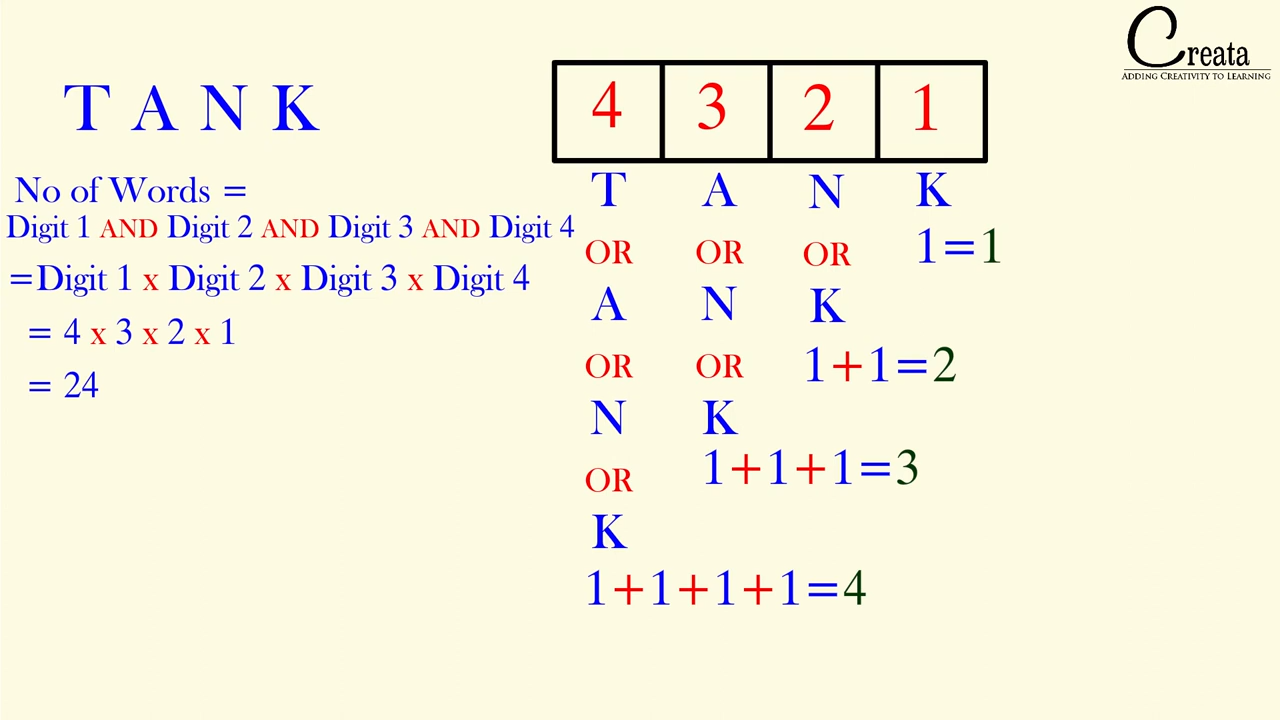 Creata
ADDING CREATIVITY TO LEARNING
T A N K
4 3 2 1
No of Words =
Digit 1 AND Digit 2 AND Digit 3 AND Digit 4
=Digit 1 x Digit 2 x Digit 3 x Digit 4
= 4 x 3 x 2 x 1
= 24
T A N K
OR OR OR 1=1
A N K
OR OR 1+1=2
N K
1+1+1=3
OR
K
1+1+1+1=4